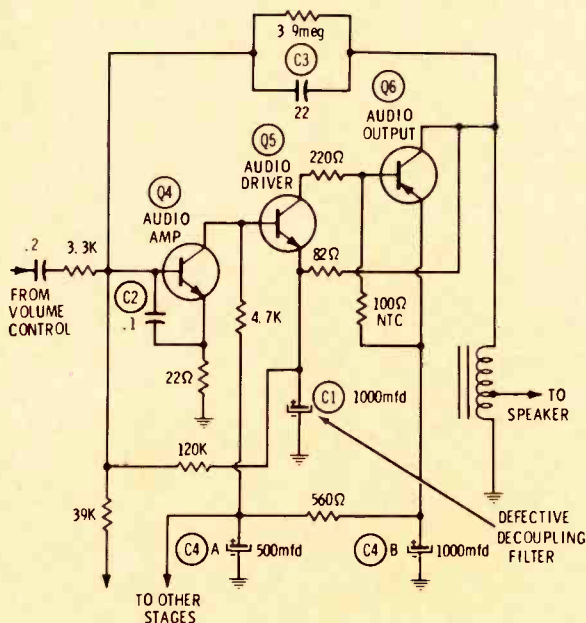 3 9meg
C3
22
Q6
AUDIO
OUTPUT
Q5
AUDIO
DRIVER
220Ω
Q4
AUDIO
AMP
.2
3.3K
82Ω
FROM
VOLUME
CONTROL
C2
.1
4.7K
100Ω
NTC
22Ω
C1
1000mfd
TO
SPEAKER
120K
39K
560Ω
DEFECTIVE
DECOUPLING
FILTER
C4 A
500mfd
C4 B
1000mfd
TO OTHER
STAGES